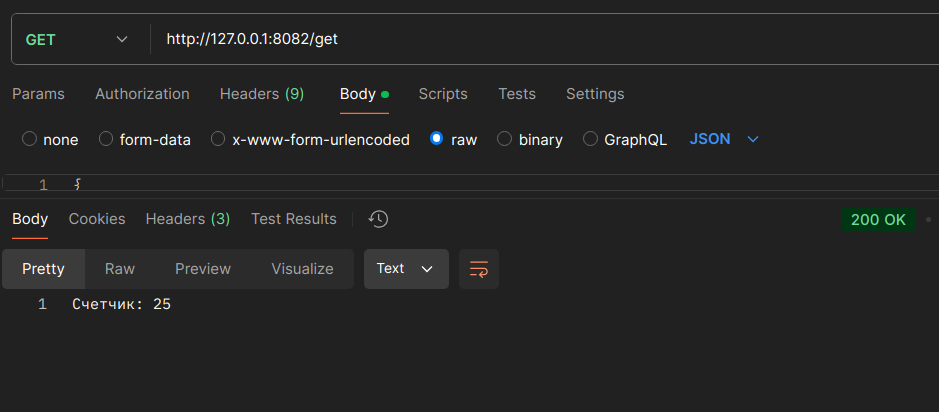 GET http://127.0.0.1:8082/get
Params Authorization Headers (9) Body Scripts Tests Settings
none form-data x-www-form-urlencoded raw binary GraphQL JSON
1 {
Body Cookies Headers (3) Test Results 200 OK
Pretty Raw Preview Visualize Text
1 Счетчик: 25